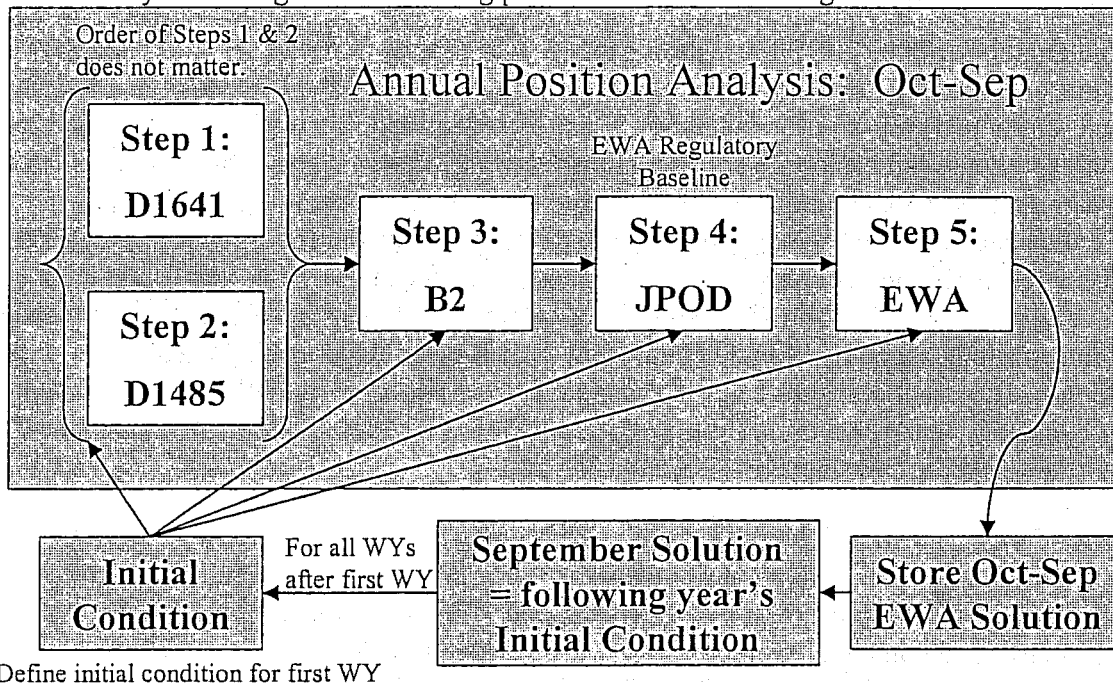 Order of Steps 1 & 2
does not matter.
Annual Position Analysis: Oct-Sep
Step 1:
D1641
Step 2:
D1485
Step 3:
B2
EWA Regulatory
Baseline
Step 4:
JPOD
Step 5:
EWA
Initial
Condition
For all WYs
after first WY
September Solution
= following year's
Initial Condition
Store Oct-Sep
EWA Solution
Define initial condition for first WY